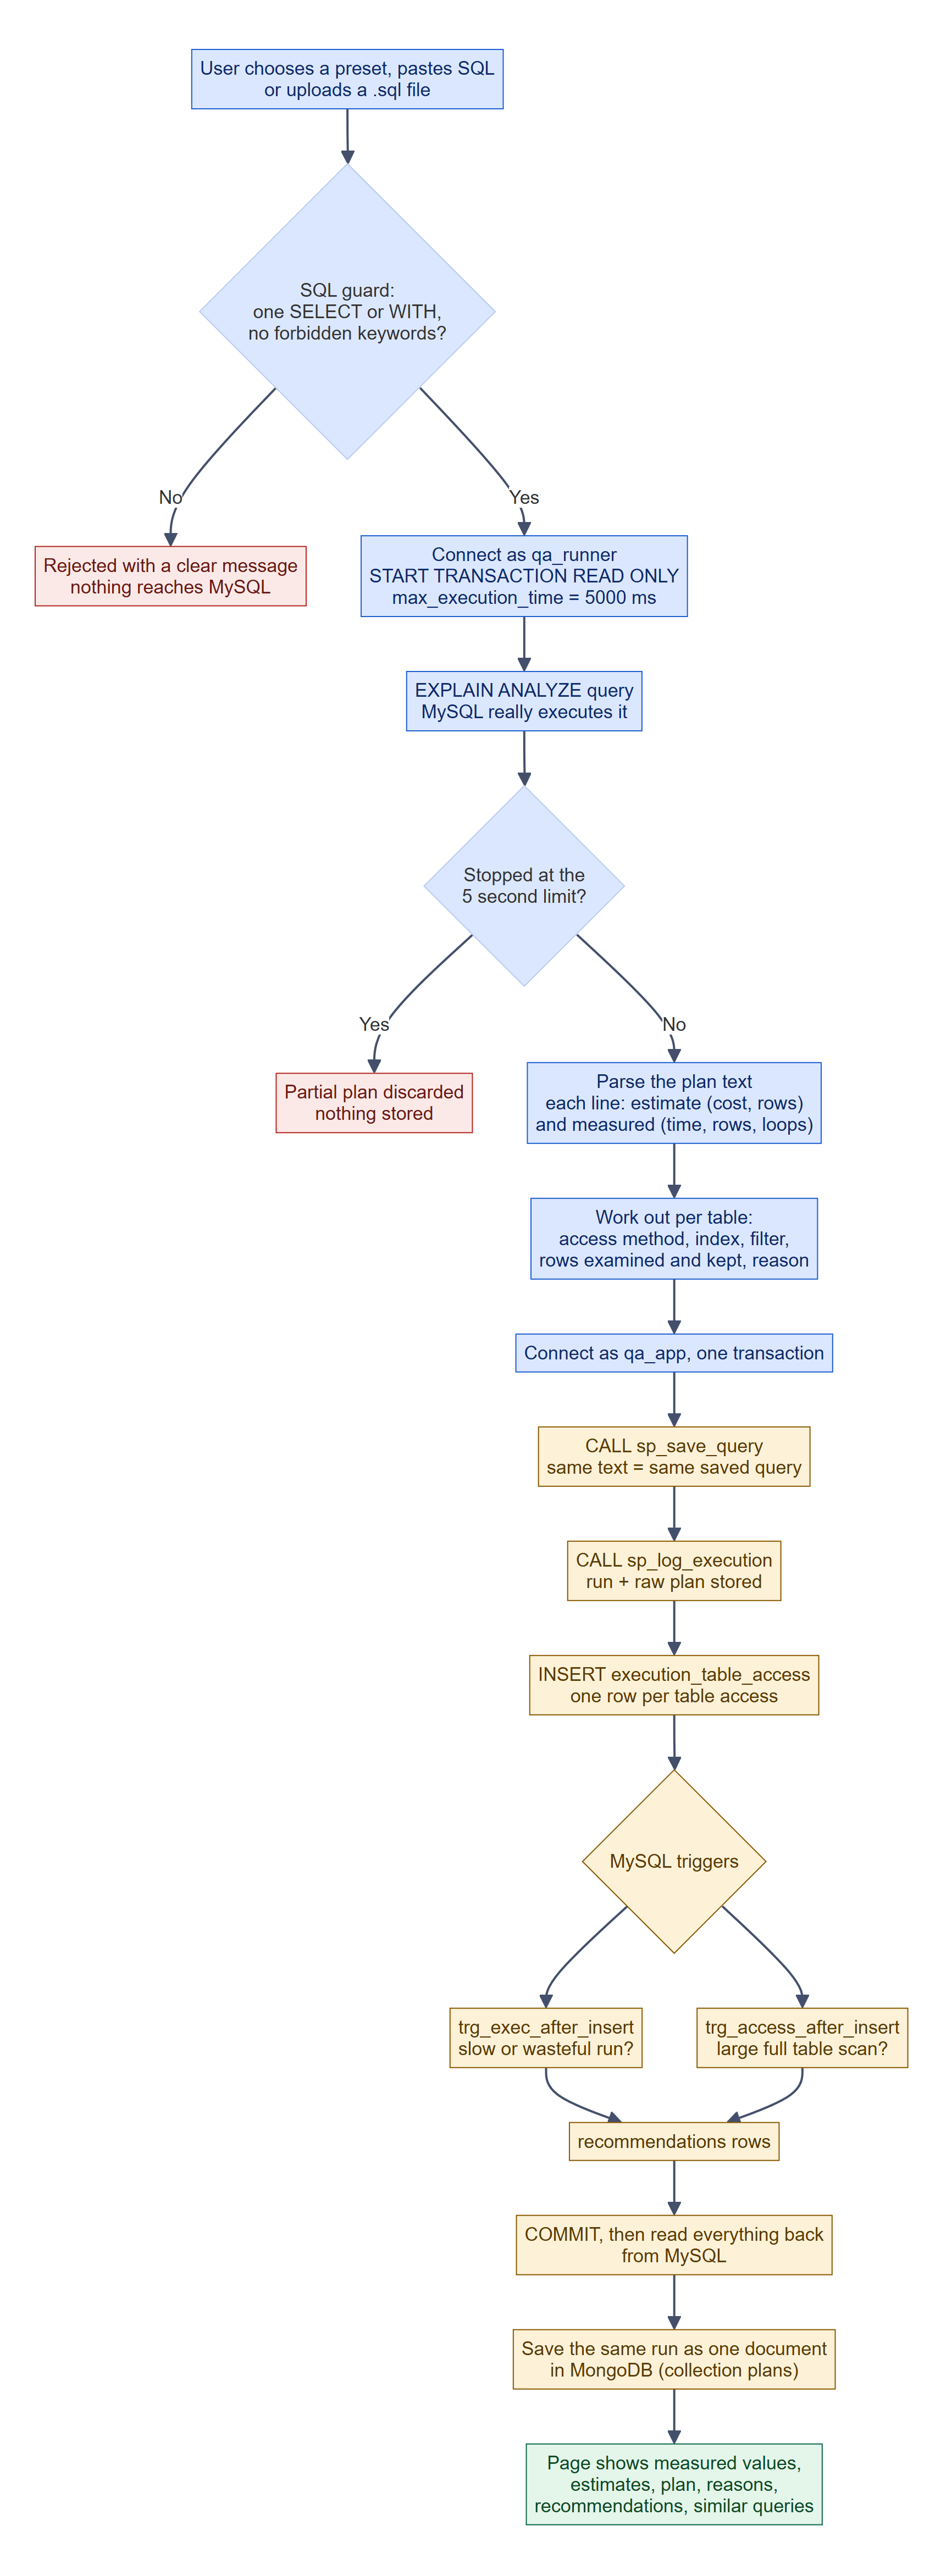 User chooses a preset, pastes SQL
or uploads a .sql file
SQL guard:
one SELECT or WITH,
no forbidden keywords?
No
Yes
Rejected with a clear message
nothing reaches MySQL
Connect as qa_runner
START TRANSACTION READ ONLY
max_execution_time = 5000 ms
EXPLAIN ANALYZE query
MySQL really executes it
Stopped at the
5 second limit?
Yes
No
Partial plan discarded
nothing stored
Parse the plan text
each line: estimate (cost, rows)
and measured (time, rows, loops)
Work out per table:
access method, index, filter,
rows examined and kept, reason
Connect as qa_app, one transaction
CALL sp_save_query
same text = same saved query
CALL sp_log_execution
run + raw plan stored
INSERT execution_table_access
one row per table access
MySQL triggers
trg_exec_after_insert
slow or wasteful run?
trg_access_after_insert
large full table scan?
recommendations rows
COMMIT, then read everything back
from MySQL
Save the same run as one document
in MongoDB (collection plans)
Page shows measured values,
estimates, plan, reasons,
recommendations, similar queries